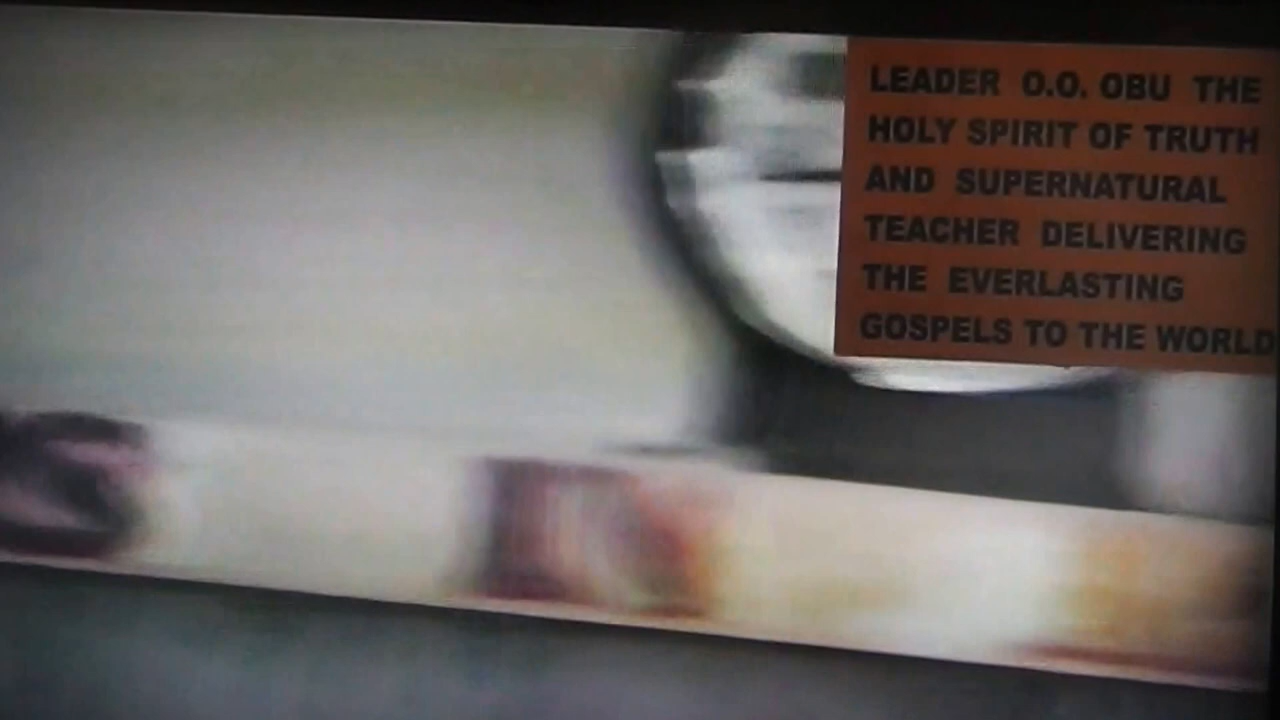 LEADER O.O. OBU THE
HOLY SPIRIT OF TRUTH
AND SUPERNATURAL
TEACHER DELIVERING
THE EVERLASTING
GOSPELS TO THE WORLD